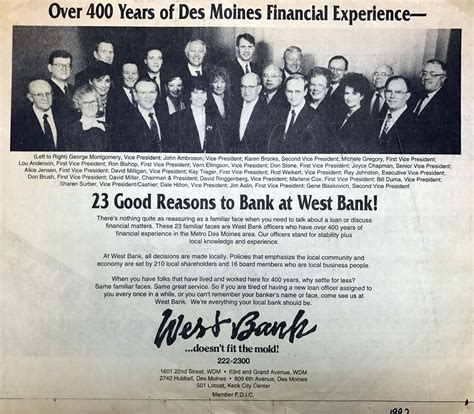 Over 400 Years of Des Moines Financial Experience—
(Left to Right) George Montgomery, Vice President; John Ambroson, Vice President; Karen Brooks, Second Vice President; Michele Gregory, First Vice President;
Lou Anderson, First Vice President; Ron Bishop, First Vice President; Vern Ellingson, Vice President; Don Stone, First Vice President; Joyce Chapman, Senior Vice President;
Alice Jensen, First Vice President; David Milligan, First Vice President; Kay Trager, First Vice President; Rod Weikert, Vice President; Ray Johnston, Executive Vice President;
Don Brush, First Vice President; David Miller, Chairman & President; David Ringgenberg, Vice President; Marlene Cox, First Vice President; Bill Duma, Vice President;
Sharen Surber, Vice President/Cashier; Dale Hilton, Vice President; Jim Aslin, First Vice President; Gene Blaskovich, Second Vice President.
23 Good Reasons to Bank at West Bank!
There's nothing quite as reassuring as a familiar face when you need to talk about a loan or discuss
financial matters. These 23 familiar faces are West Bank officers who have over 400 years of
financial experience in the Metro Des Moines area. Our officers stand for stability plus
local knowledge and experience.
At West Bank, all decisions are made locally. Policies that emphasize the local community
and economy are set by 210 local shareholders and 16 board members who are local business people.
When you have folks that have lived and worked here for 400 years, why settle for less?
Same familiar faces. Same great service. So if you are tired of having a new loan officer assigned to
you every once in a while, or you can't remember your banker's name or face, come see us at
West Bank. We're everything your local bank should be.
West Bank
...doesn't fit the mold!
222-2300
1601 22nd Street, WDM • 63rd and Grand Avenue, WDM
2742 Hubbell, Des Moines • 809 6th Avenue, Des Moines
501 Locust, Keck City Center
Member F.D.I.C.